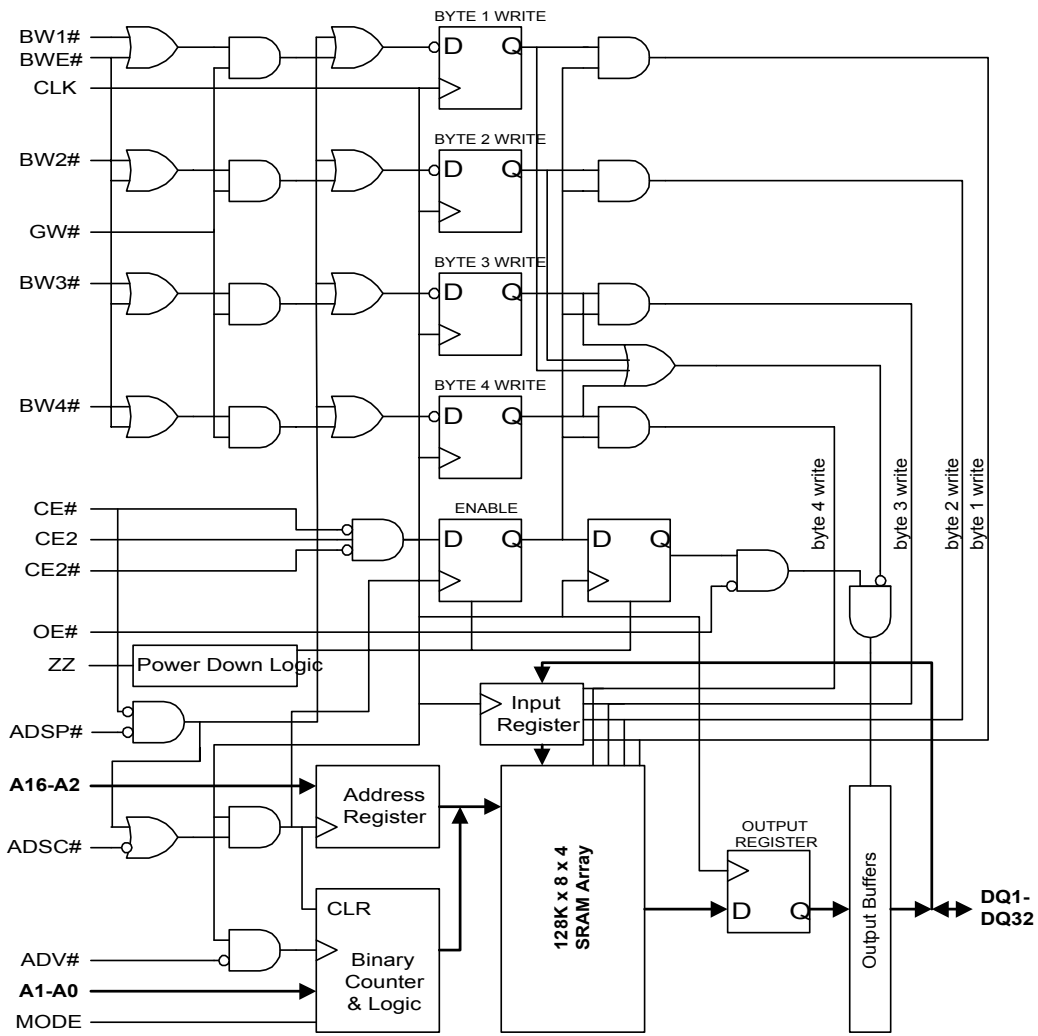 BYTE 1 WRITE
BW1#
BWE#
CLK
D
Q
BYTE 2 WRITE
BW2#
D
Q
GW#
BYTE 3 WRITE
BW3#
D
Q
BYTE 4 WRITE
BW4#
D
Q
byte 4 write
byte 3 write
byte 2 write
byte 1 write
CE#
CE2
CE2#
ENABLE
D
Q
D
Q
OE#
ZZ
Power Down Logic
Input
Register
ADSP#
A16-A2
Address
Register
ADSC#
OUTPUT
REGISTER
D
Q
128K x 8 x 4
SRAM Array
Output Buffers
DQ1-
DQ32
CLR
Binary
Counter
& Logic
ADV#
A1-A0
MODE